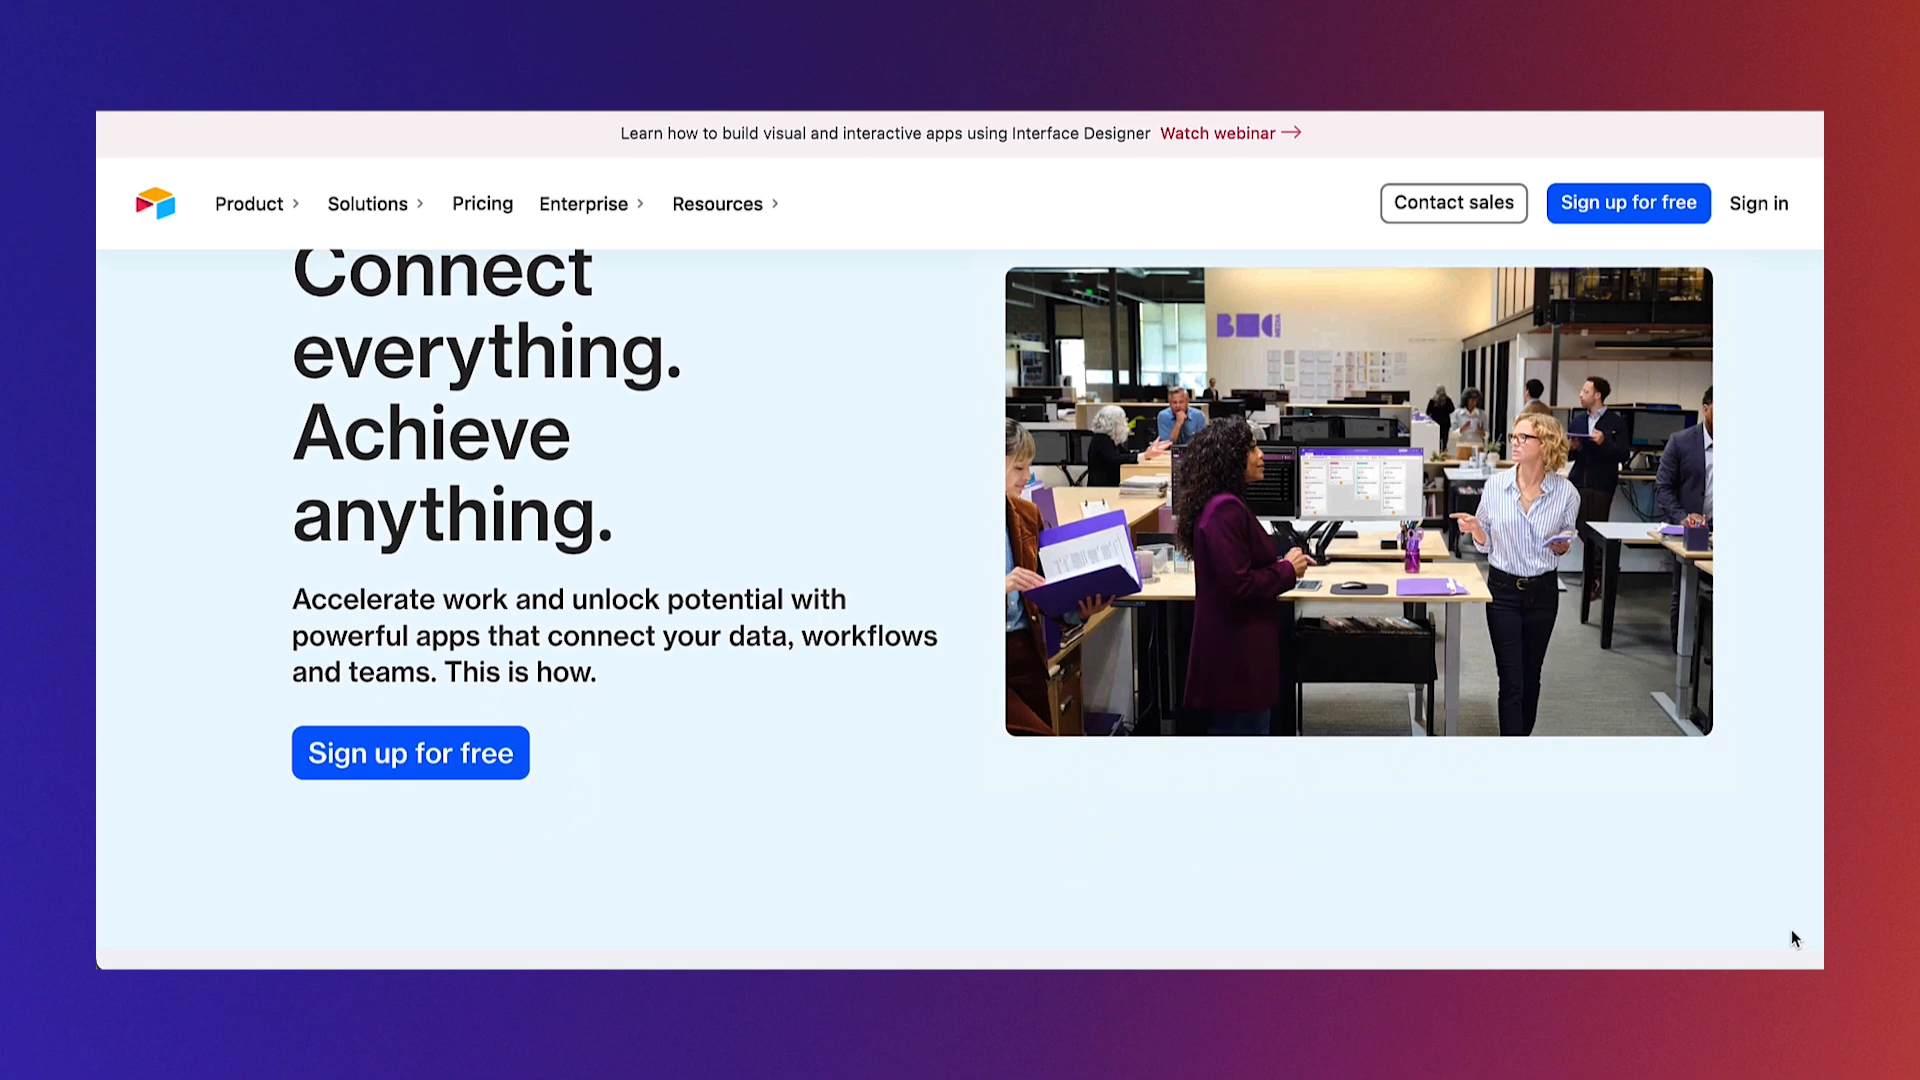 Learn how to build visual and interactive apps using Interface Designer Watch webinar →
Product > Solutions > Pricing Enterprise > Resources >
Contact sales Sign up for free Sign in
Connect
everything.
Achieve
anything.
Accelerate work and unlock potential with
powerful apps that connect your data, workflows
and teams. This is how.
Sign up for free
BMC MEDIA